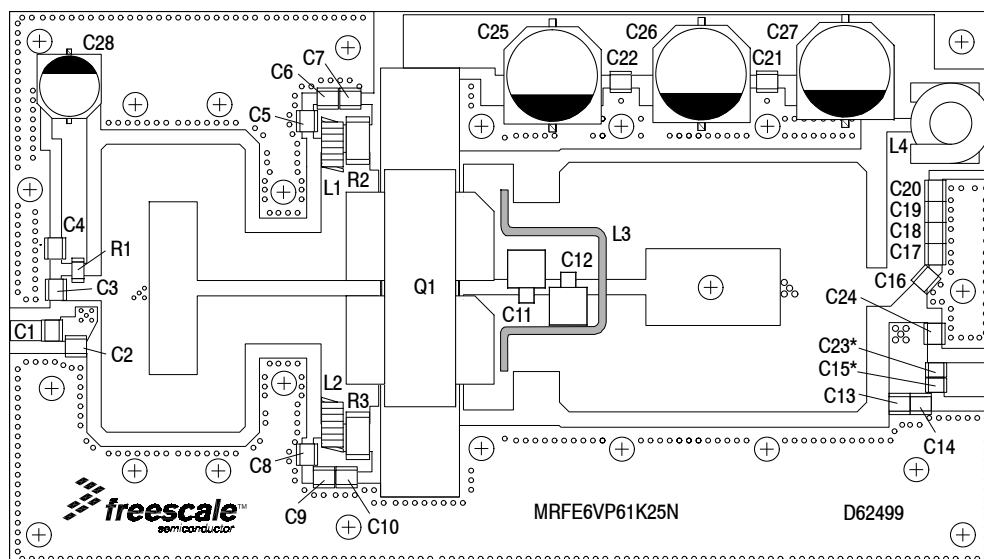 C28
C25
C26
C27
C7
C6
C22
C21
C5
L4
L1
R2
C20
C19
C18
C17
C16
C4
R1
L3
C12
C3
Q1
C11
C24
C1
C2
C23*
C15*
L2
R3
C13
C14
C8
C9
C10
freescale™
semiconductor
MRFE6VP61K25N
D62499